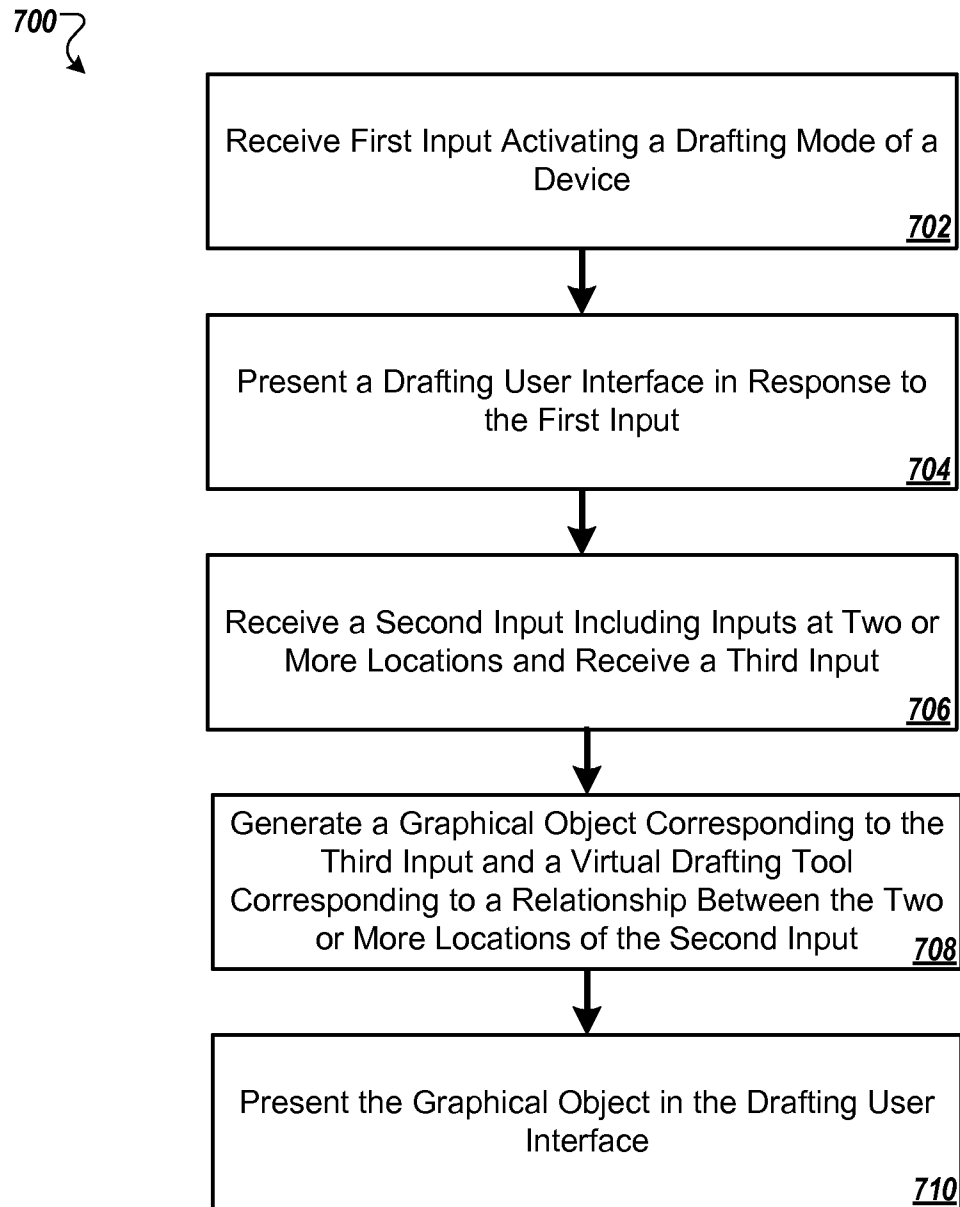 700
Receive First Input Activating a Drafting Mode of a
Device
702
Present a Drafting User Interface in Response to
the First Input
704
Receive a Second Input Including Inputs at Two or
More Locations and Receive a Third Input
706
Generate a Graphical Object Corresponding to the
Third Input and a Virtual Drafting Tool
Corresponding to a Relationship Between the Two
or More Locations of the Second Input
708
Present the Graphical Object in the Drafting User
Interface
710